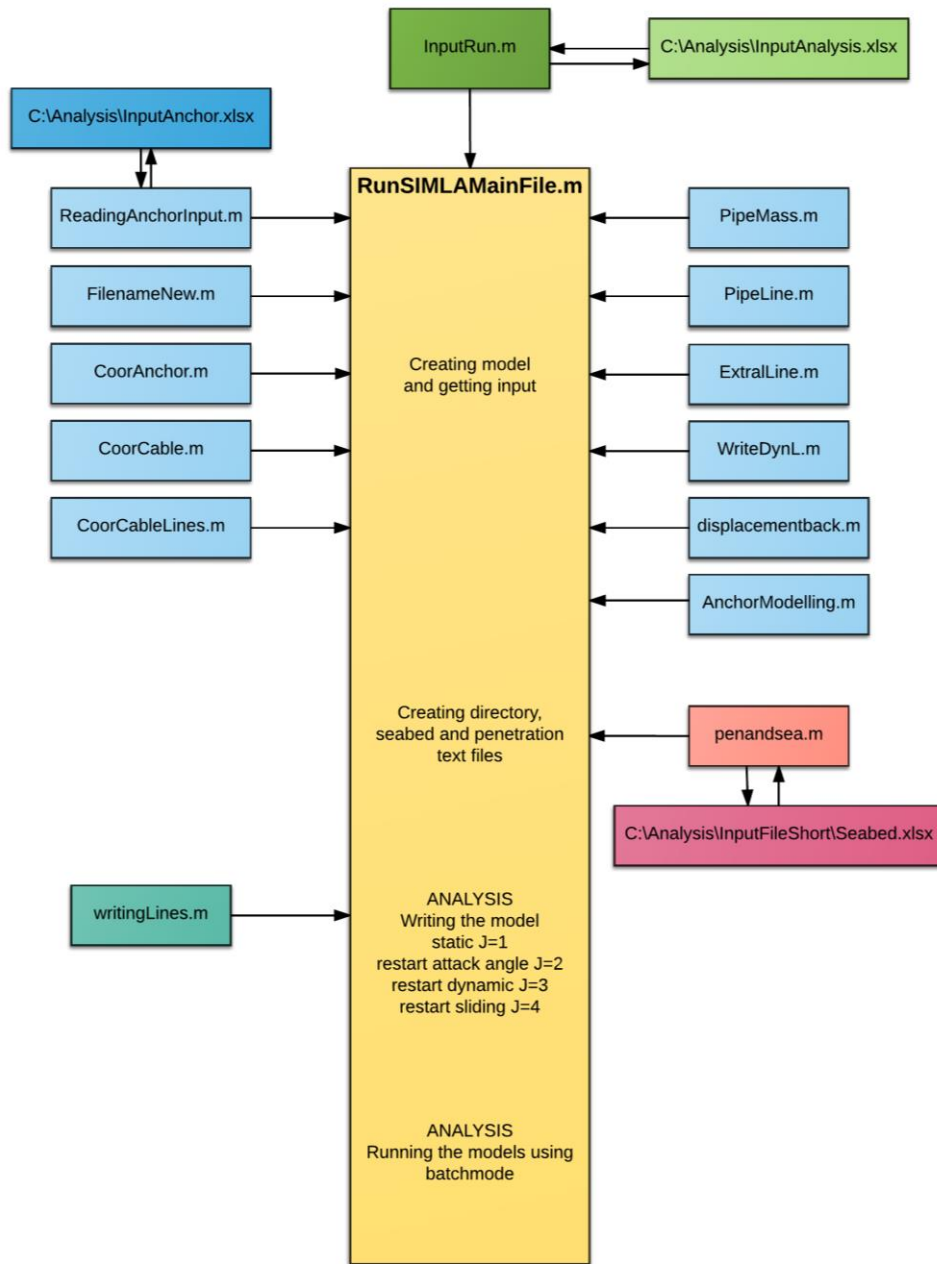 InputRun.m
C:\Analysis\InputAnalysis.xlsx
C:\Analysis\InputAnchor.xlsx
RunSIMLAMainFile.m
ReadingAnchorInput.m
PipeMass.m
FilenameNew.m
PipeLine.m
Creating model
and getting input
CoorAnchor.m
ExtralLine.m
CoorCable.m
WriteDynL.m
CoorCableLines.m
displacementback.m
AnchorModelling.m
Creating directory,
seabed and penetration
text files
penandsea.m
C:\Analysis\InputFileShort\Seabed.xlsx
writingLines.m
ANALYSIS
Writing the model
static J=1
restart attack angle J=2
restart dynamic J=3
restart sliding J=4
ANALYSIS
Running the models using
batchmode